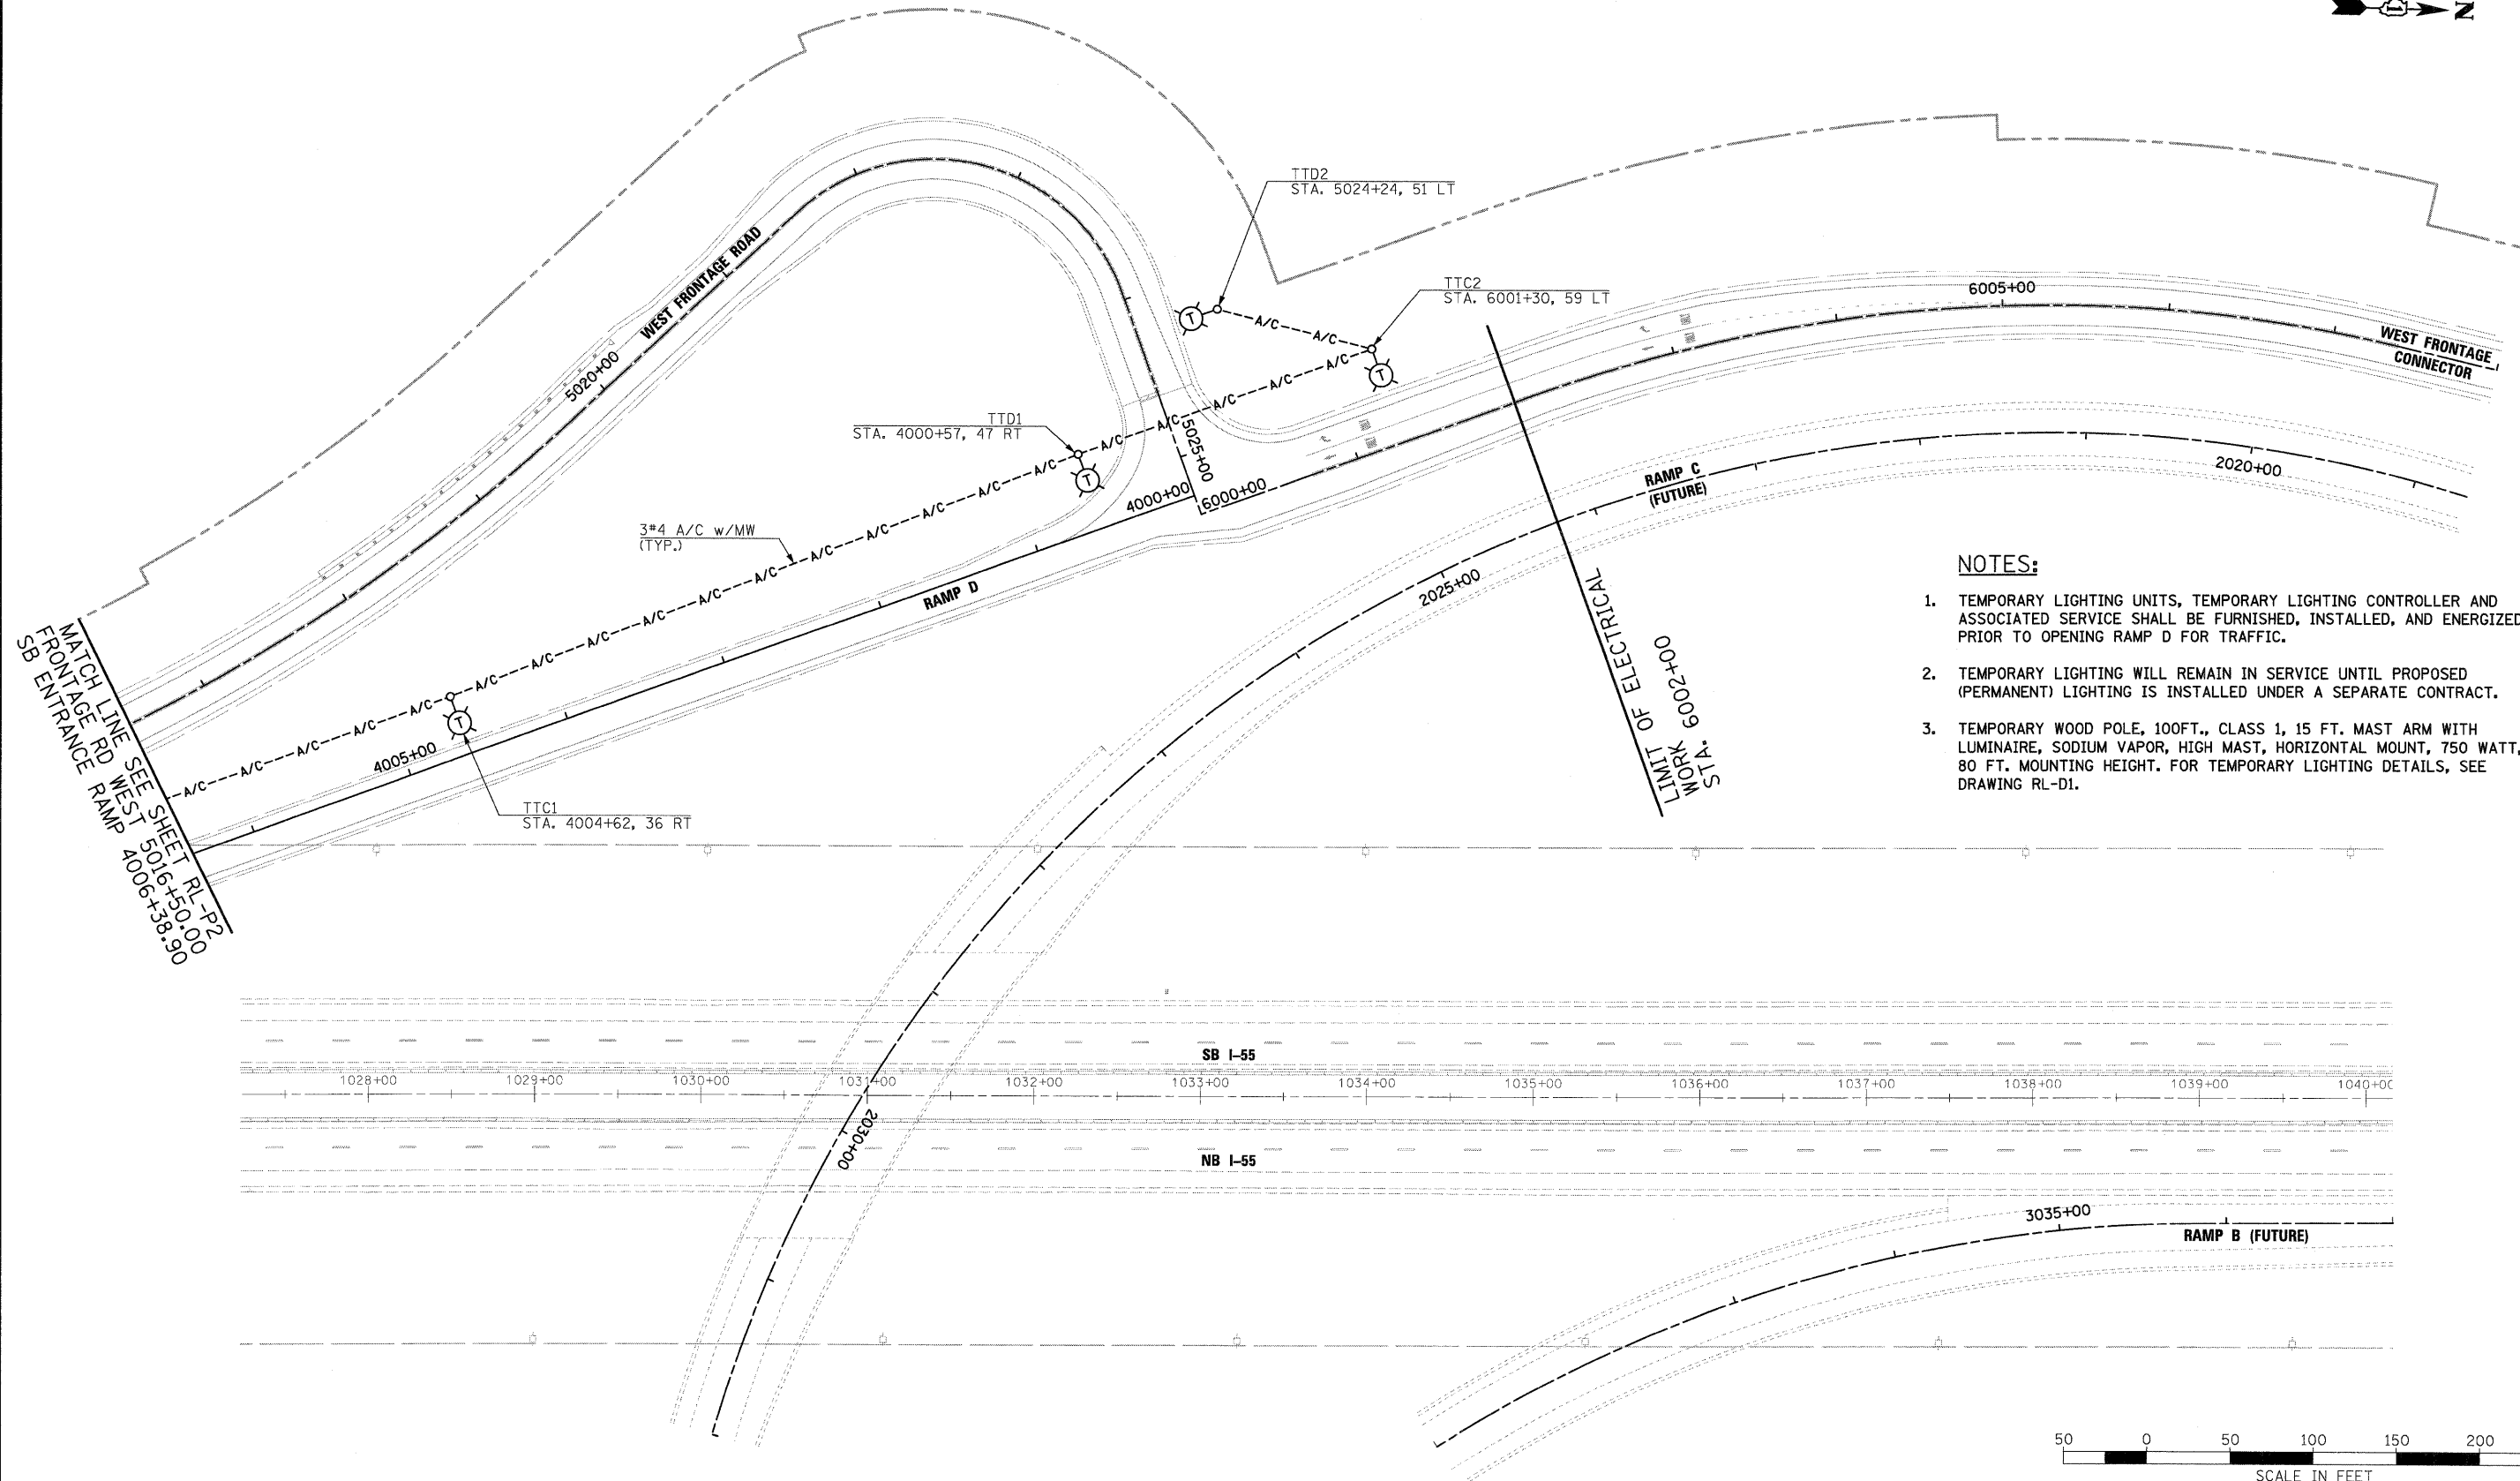 N
TTD2
STA. 5024+24, 51 LT
TTC2
STA. 6001+30, 59 LT
6005+00
WEST FRONTAGE
CONNECTOR
WEST FRONTAGE ROAD
5020+00
A/C A/C
A/C A/C A/C
TTD1
STA. 4000+57, 47 RT
A/C A/C
5025+00
4000+00
6000+00
3#4 A/C w/MW
(TYP.)
A/C A/C A/C A/C A/C A/C A/C A/C A/C
RAMP D
RAMP C
(FUTURE)
2020+00
2025+00
T
T
T
T
A/C A/C A/C A/C A/C
4005+00
TTC1
STA. 4004+62, 36 RT
MATCH LINE SEE SHEET RL-P2
FRONTAGE RD WEST 5016+50.00
SB ENTRANCE RAMP 4006+38.90
LIMIT OF ELECTRICAL
WORK
STA. 6002+00
NOTES:
1. TEMPORARY LIGHTING UNITS, TEMPORARY LIGHTING CONTROLLER AND
ASSOCIATED SERVICE SHALL BE FURNISHED, INSTALLED, AND ENERGIZED
PRIOR TO OPENING RAMP D FOR TRAFFIC.
2. TEMPORARY LIGHTING WILL REMAIN IN SERVICE UNTIL PROPOSED
(PERMANENT) LIGHTING IS INSTALLED UNDER A SEPARATE CONTRACT.
3. TEMPORARY WOOD POLE, 100FT., CLASS 1, 15 FT. MAST ARM WITH
LUMINAIRE, SODIUM VAPOR, HIGH MAST, HORIZONTAL MOUNT, 750 WATT,
80 FT. MOUNTING HEIGHT. FOR TEMPORARY LIGHTING DETAILS, SEE
DRAWING RL-D1.
SB I-55
1028+00 1029+00 1030+00 1031+00 1032+00 1033+00 1034+00 1035+00 1036+00 1037+00 1038+00 1039+00 1040+00
2030+00
NB I-55
3035+00
RAMP B (FUTURE)
50 0 50 100 150 200
SCALE IN FEET